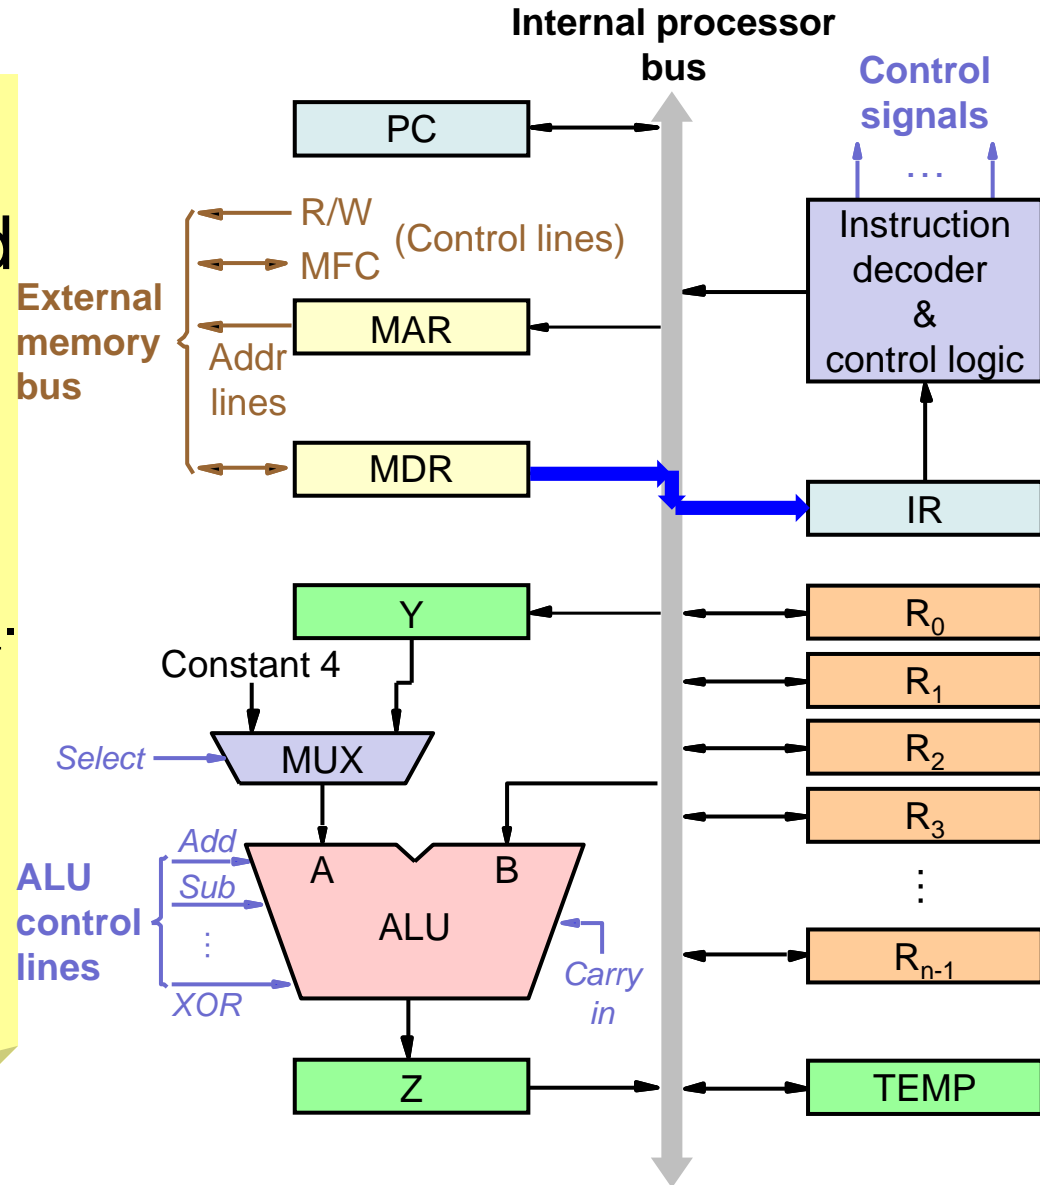 Internal processor
bus
Control
signals
...
PC
R/W
(Control lines)
MFC
d
External
memory
bus
MAR
Addr
lines
MDR
Instruction
decoder
&
control logic
IR
Y
R0
Constant 4
R1
MUX
Select
R2
R3
Add
A
B
ALU
control
lines
Sub
...
ALU
XOR
Carry
in
...
Rn-1
Z
TEMP